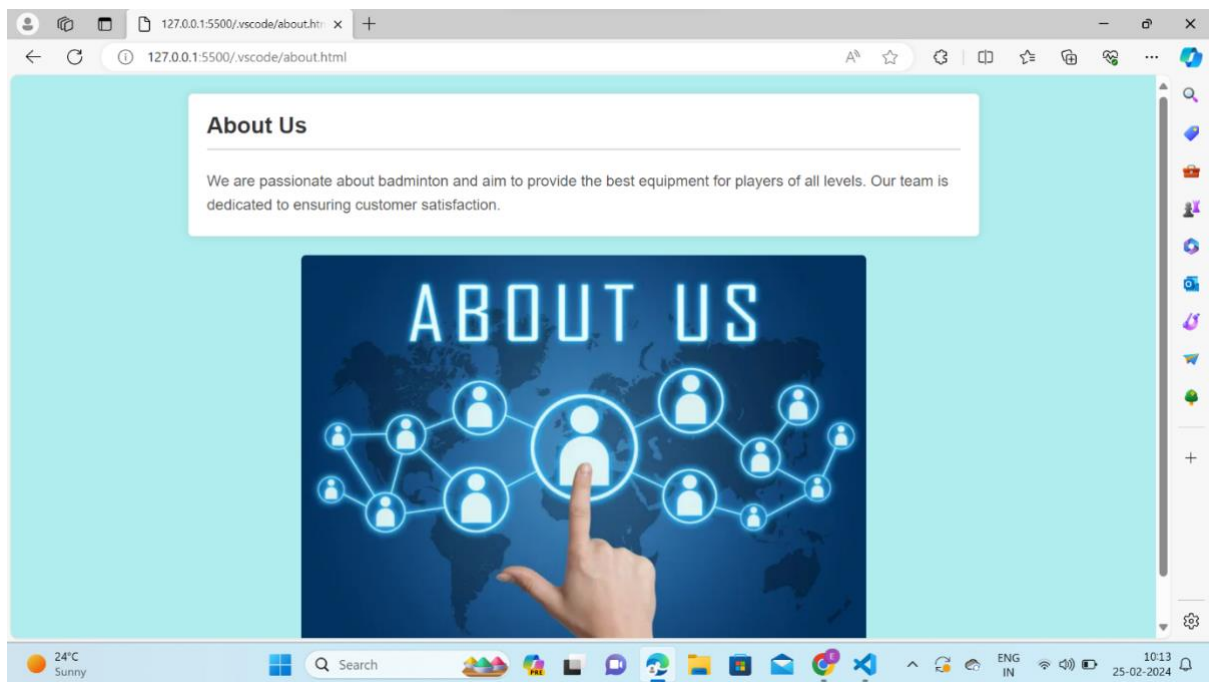 127.0.0.1:5500/.vscode/about.htm
127.0.0.1:5500/.vscode/about.html
About Us
We are passionate about badminton and aim to provide the best equipment for players of all levels. Our team is
dedicated to ensuring customer satisfaction.
ABOUT US
24°C
Sunny
Search
PRE
ENG
IN
10:13
25-02-2024